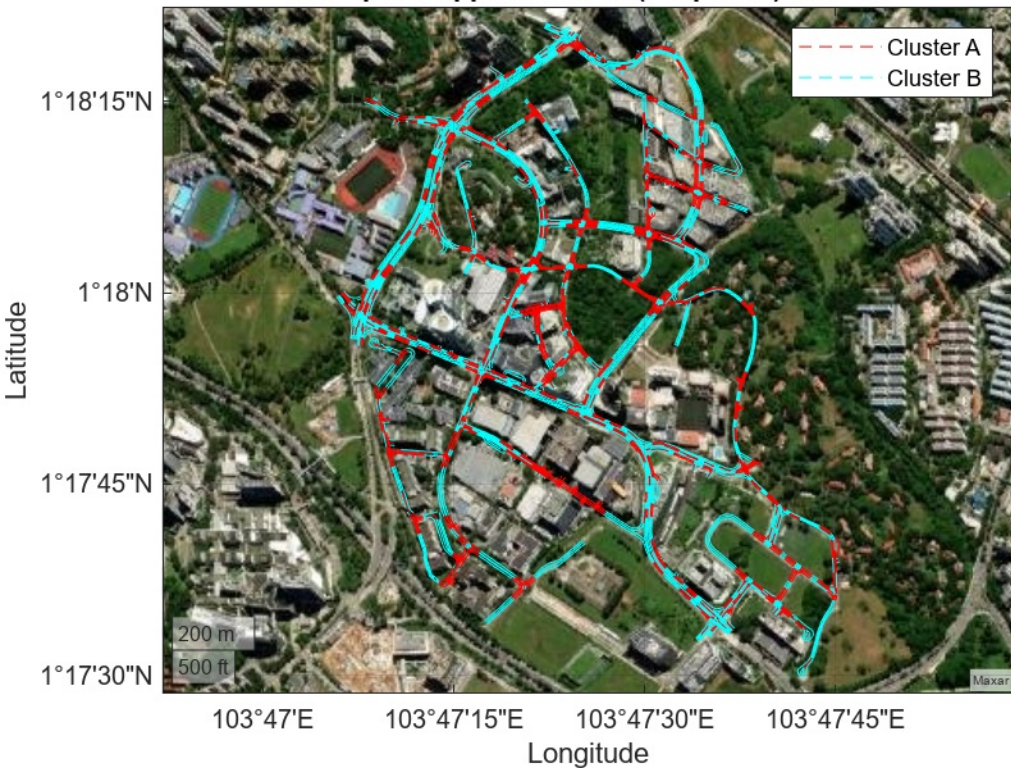 Cluster A
Cluster B
1°18'15"N
1°18'N
1°17'45"N
1°17'30"N
Latitude
200 m
500 ft
Maxar
103°47'E
103°47'15"E
103°47'30"E
103°47'45"E
Longitude